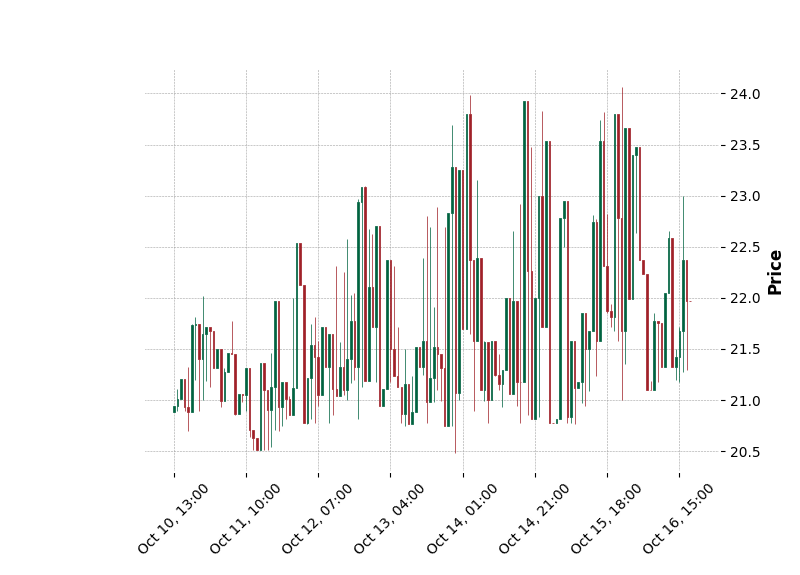 24.0
23.5
23.0
22.5
22.0
21.5
21.0
20.5
Price
Oct 10, 13:00
Oct 11, 10:00
Oct 12, 07:00
Oct 13, 04:00
Oct 14, 01:00
Oct 14, 21:00
Oct 15, 18:00
Oct 16, 15:00